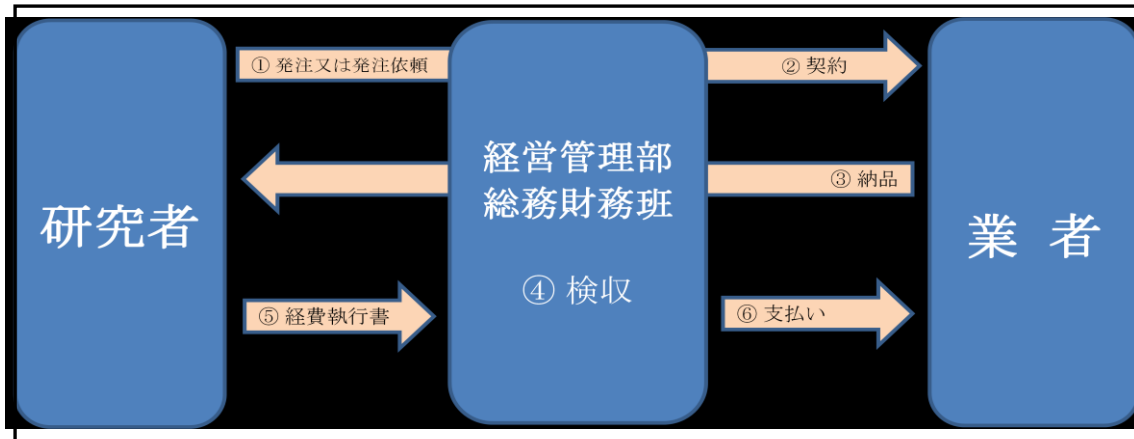 ① 発注又は発注依頼
② 契約
経営管理部
総務財務班
③ 納品
研究者
業 者
④ 検収
⑤ 経費執行書
⑥ 支払い